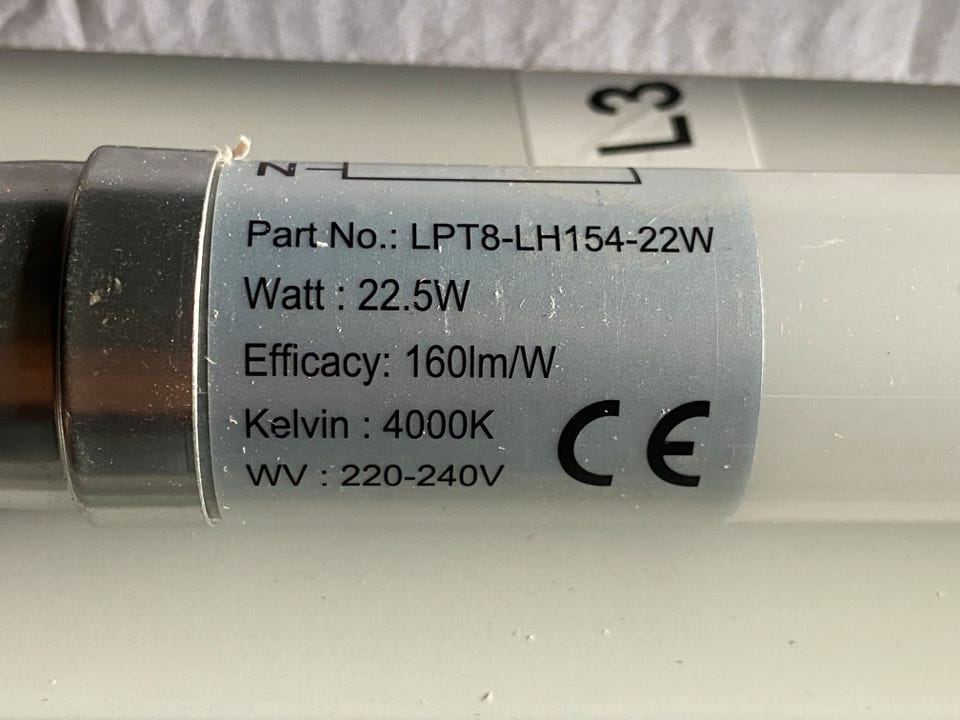 L3
N
Part No.: LPT8-LH154-22W
Watt : 22.5W
Efficacy: 160lm/W
Kelvin : 4000K
WV : 220-240V
CE